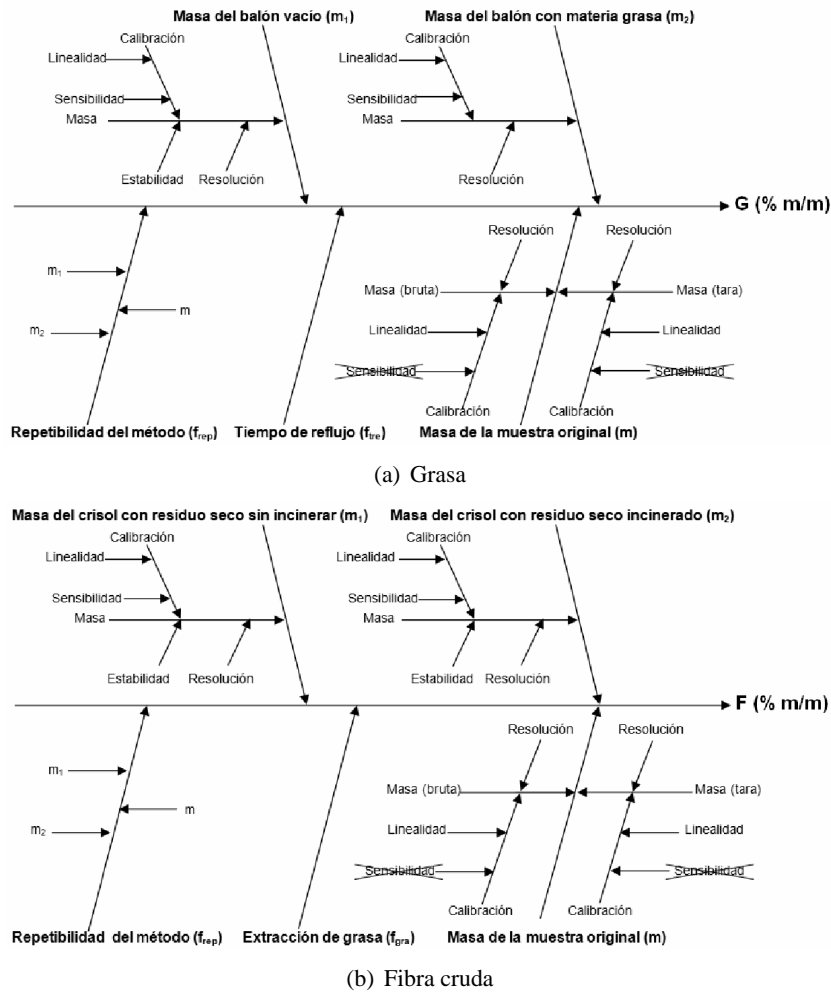 Masa del balón vacío (m₁) Masa del balón con materia grasa (m₂)
Calibración Calibración
Linealidad Linealidad
Sensibilidad Sensibilidad
Masa Masa
Estabilidad Resolución Resolución
G (% m/m)
Resolución Resolución
m₁ Masa (bruta) Masa (tara)
m
m₂ Linealidad Linealidad
Sensibilidad Sensibilidad
Calibración Calibración
Repetibilidad del método (fᵣₑₚ) Tiempo de reflujo (fₜᵣₑ) Masa de la muestra original (m)
(a) Grasa
Masa del crisol con residuo seco sin incinerar (m₁) Masa del crisol con residuo seco incinerado (m₂)
Calibración Calibración
Linealidad Linealidad
Sensibilidad Sensibilidad
Masa Masa
Estabilidad Resolución Estabilidad Resolución
F (% m/m)
Resolución Resolución
m₁ Masa (bruta) Masa (tara)
m
m₂ Linealidad Linealidad
Sensibilidad Sensibilidad
Calibración Calibración
Repetibilidad del método (fᵣₑₚ) Extracción de grasa (f_gra) Masa de la muestra original (m)
(b) Fibra cruda